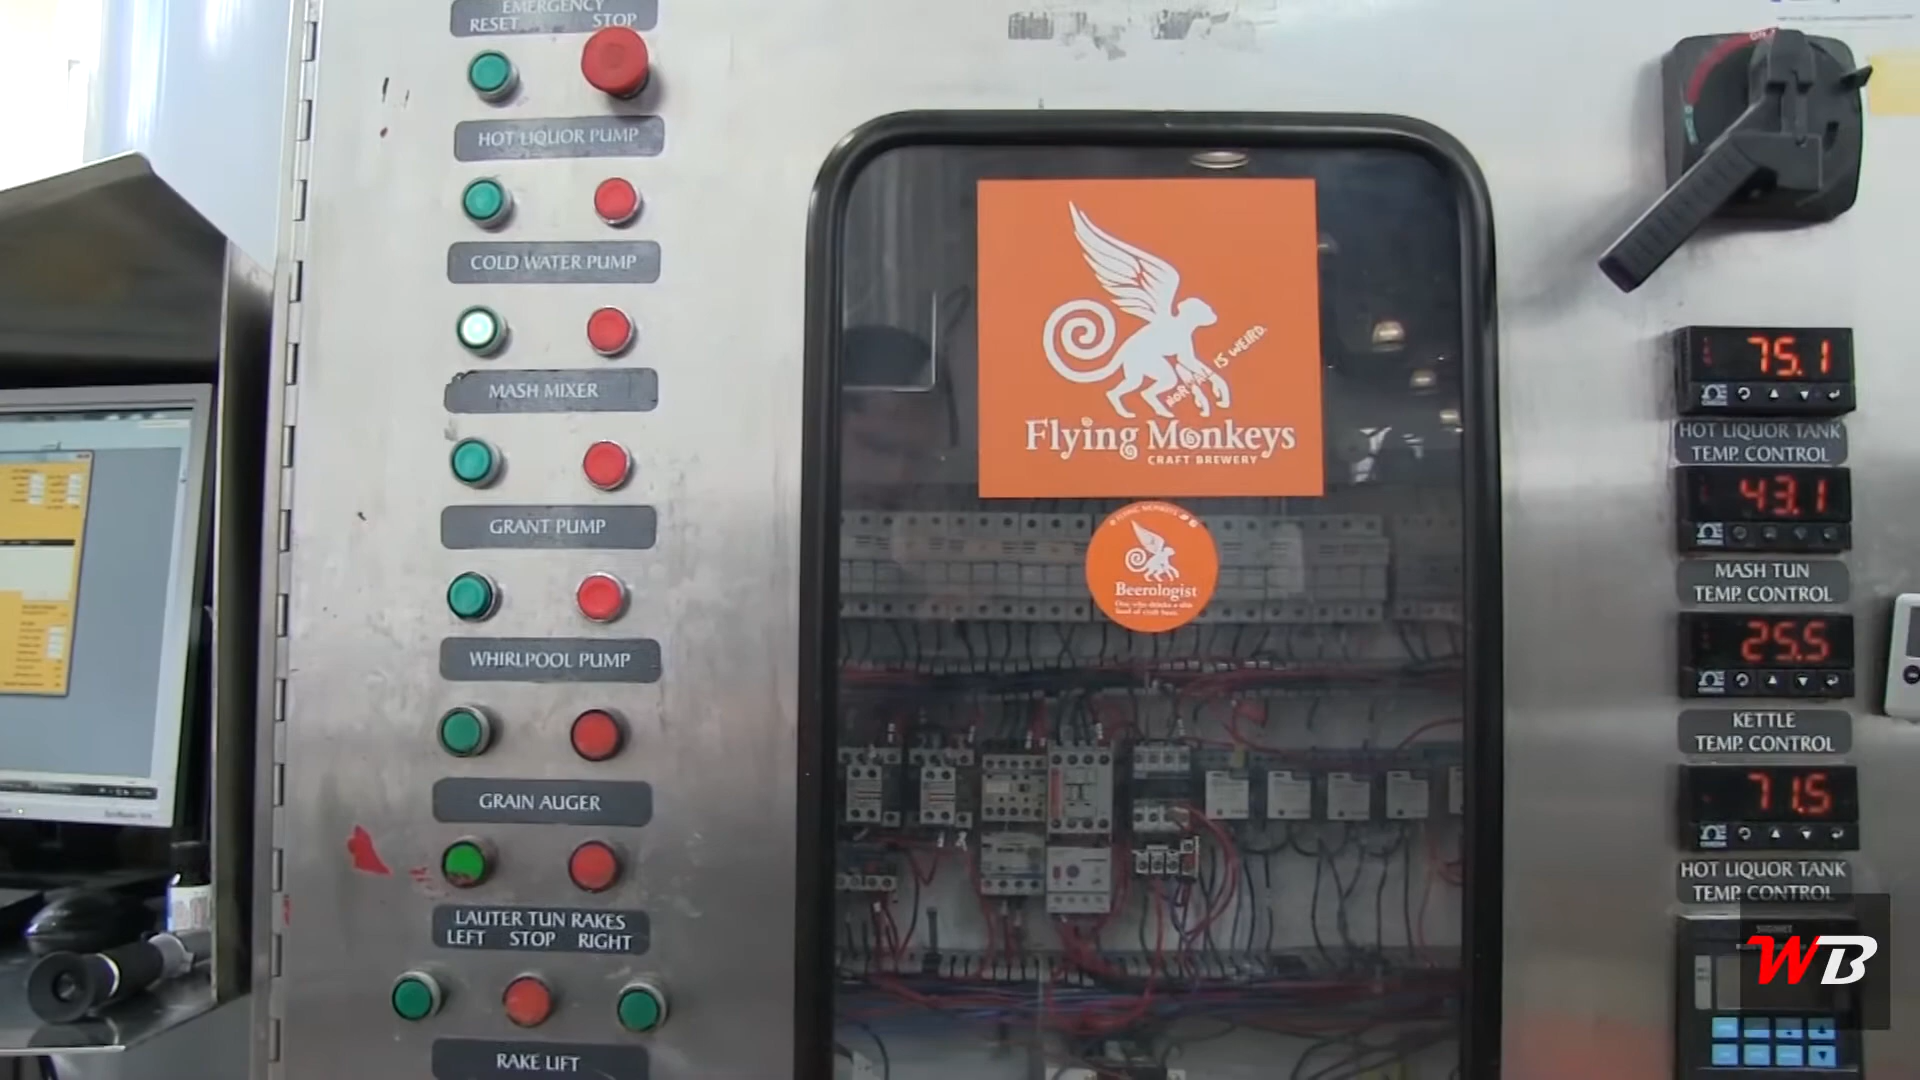 EMERGENCY
RESET STOP
HOT LIQUOR PUMP
COLD WATER PUMP
MASH MIXER
GRANT PUMP
WHIRLPOOL PUMP
GRAIN AUGER
LAUTER TUN RAKES
LEFT STOP RIGHT
RAKE LIFT
NORMAL IS WEIRD.
Flying Monkeys
CRAFT BREWERY
FLYING MONKEYS
Beerologist
ON
75.1
HOT LIQUOR TANK
TEMP. CONTROL
43.1
MASH TUN
TEMP. CONTROL
25.5
KETTLE
TEMP. CONTROL
71.5
HOT LIQUOR TANK
TEMP. CONTROL
WB